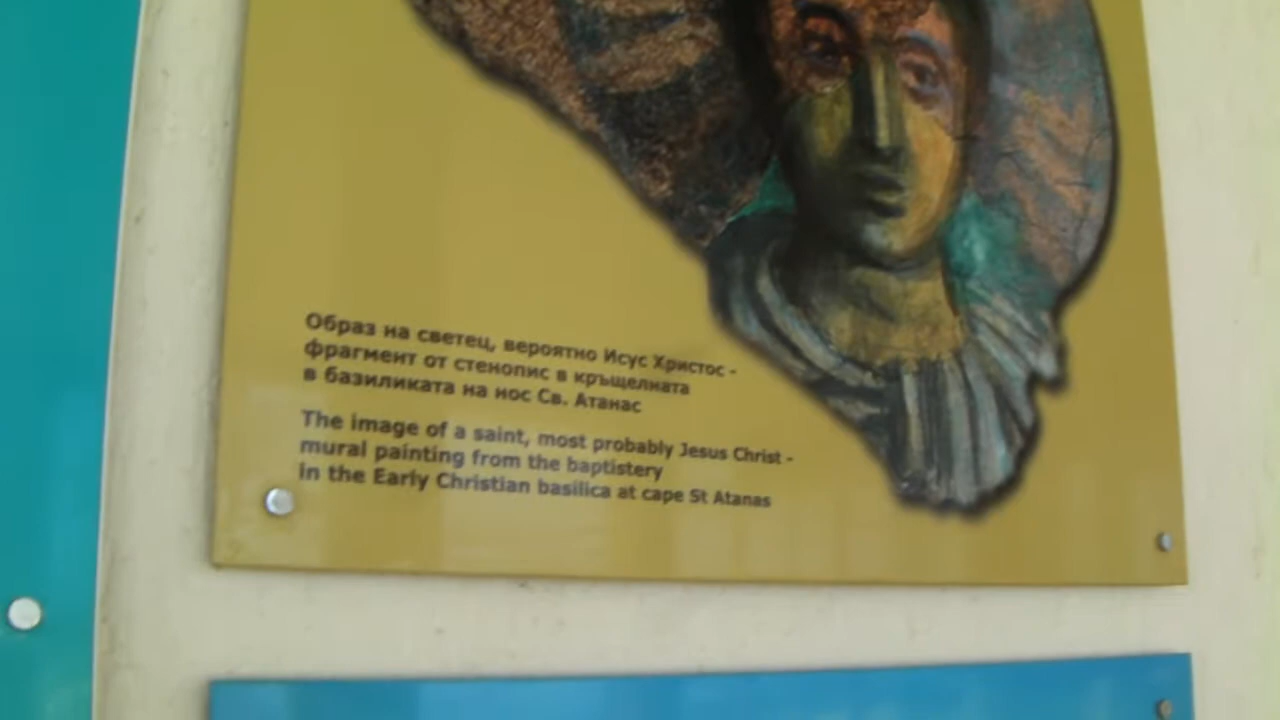 Образ на светец, вероятно Исус Христос -
фрагмент от стенопис в кръщелната
в базиликата на нос Св. Атанас
The image of a saint, most probably Jesus Christ -
mural painting from the baptistery
in the Early Christian basilica at cape St Atanas